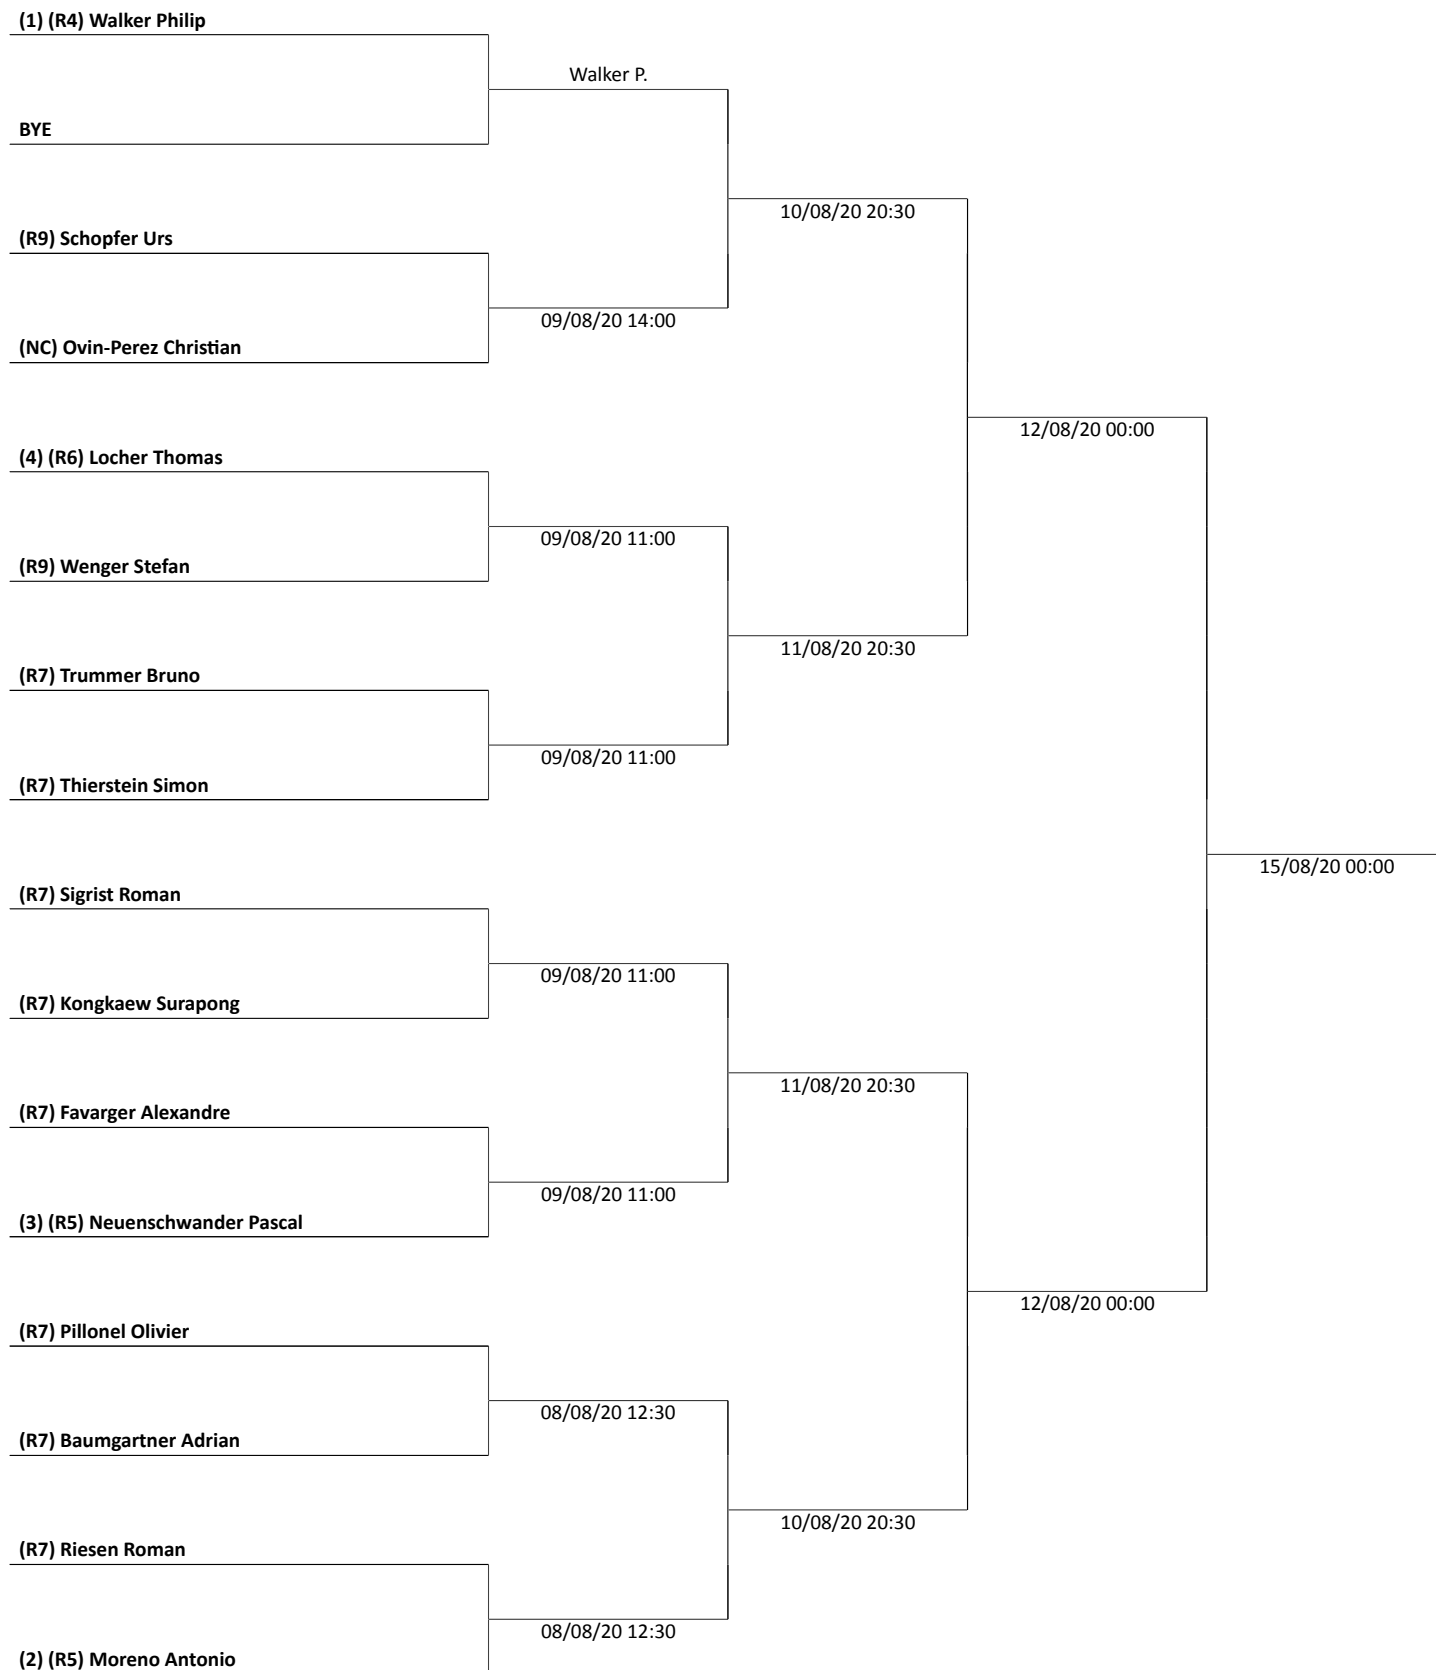 (1) (R4) Walker Philip
Walker P.
BYE
10/08/20 20:30
(R9) Schopfer Urs
09/08/20 14:00
(NC) Ovin-Perez Christian
12/08/20 00:00
(4) (R6) Locher Thomas
09/08/20 11:00
(R9) Wenger Stefan
11/08/20 20:30
(R7) Trummer Bruno
09/08/20 11:00
(R7) Thierstein Simon
15/08/20 00:00
(R7) Sigrist Roman
09/08/20 11:00
(R7) Kongkaew Surapong
11/08/20 20:30
(R7) Favarger Alexandre
09/08/20 11:00
(3) (R5) Neuenschwander Pascal
12/08/20 00:00
(R7) Pillonel Olivier
08/08/20 12:30
(R7) Baumgartner Adrian
10/08/20 20:30
(R7) Riesen Roman
08/08/20 12:30
(2) (R5) Moreno Antonio